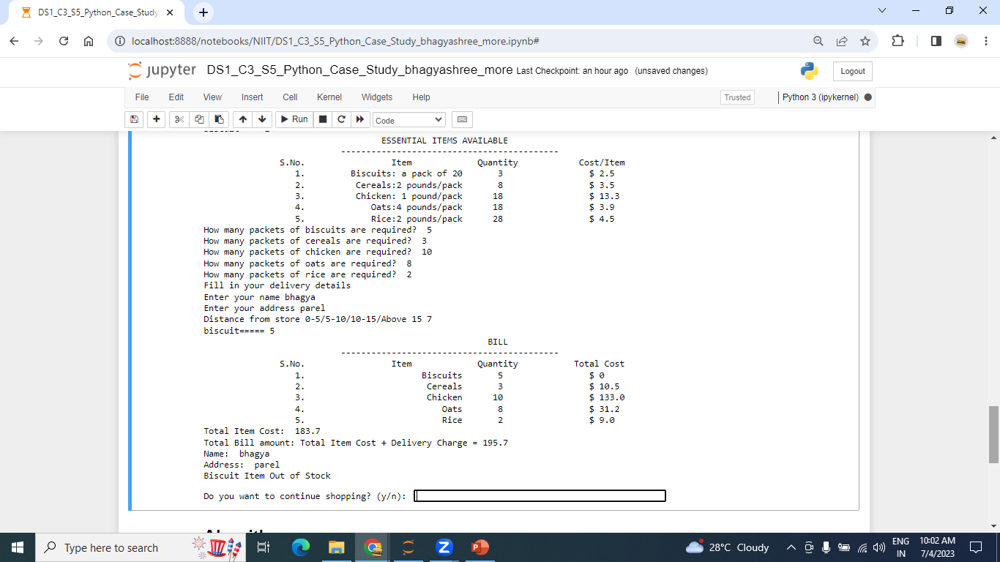 DS1_C3_S5_Python_Case_Study_
localhost:8888/notebooks/NIIT/DS1_C3_S5_Python_Case_Study_bhagyashree_more.ipynb#
jupyter DS1_C3_S5_Python_Case_Study_bhagyashree_more Last Checkpoint: an hour ago (unsaved changes)
Logout
File Edit View Insert Cell Kernel Widgets Help Trusted Python 3 (ipykernel)
Run Code
ESSENTIAL ITEMS AVAILABLE
-------------------------------------------
S.No. Item Quantity Cost/Item
1. Biscuits: a pack of 20 3 $ 2.5
2. Cereals:2 pounds/pack 8 $ 3.5
3. Chicken: 1 pound/pack 18 $ 13.3
4. Oats:4 pounds/pack 18 $ 3.9
5. Rice:2 pounds/pack 28 $ 4.5
How many packets of biscuits are required? 5
How many packets of cereals are required? 3
How many packets of chicken are required? 10
How many packets of oats are required? 8
How many packets of rice are required? 2
Fill in your delivery details
Enter your name bhagya
Enter your address parel
Distance from store 0-5/5-10/10-15/Above 15 7
biscuit===== 5
BILL
-------------------------------------------
S.No. Item Quantity Total Cost
1. Biscuits 5 $ 0
2. Cereals 3 $ 10.5
3. Chicken 10 $ 133.0
4. Oats 8 $ 31.2
5. Rice 2 $ 9.0
Total Item Cost: 183.7
Total Bill amount: Total Item Cost + Delivery Charge = 195.7
Name: bhagya
Address: parel
Biscuit Item Out of Stock
Do you want to continue shopping? (y/n):
Type here to search
28°C Cloudy
ENG
IN
10:02 AM
7/4/2023